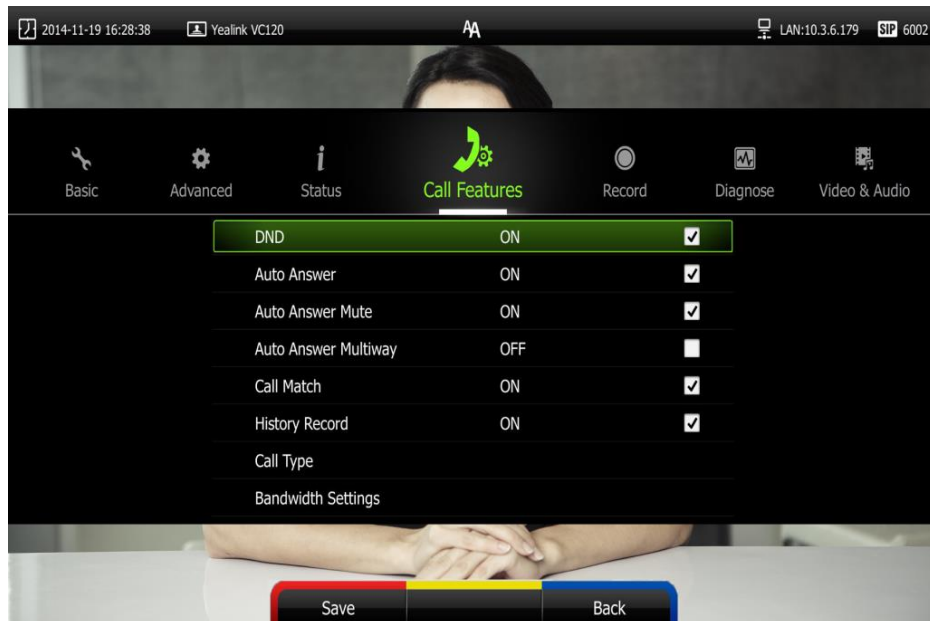 2014-11-19 16:28:38 Yealink VC120 AA LAN:10.3.6.179 SIP 6002
Basic Advanced Status Call Features Record Diagnose Video & Audio
DND ON
Auto Answer ON
Auto Answer Mute ON
Auto Answer Multiway OFF
Call Match ON
History Record ON
Call Type
Bandwidth Settings
Save Back